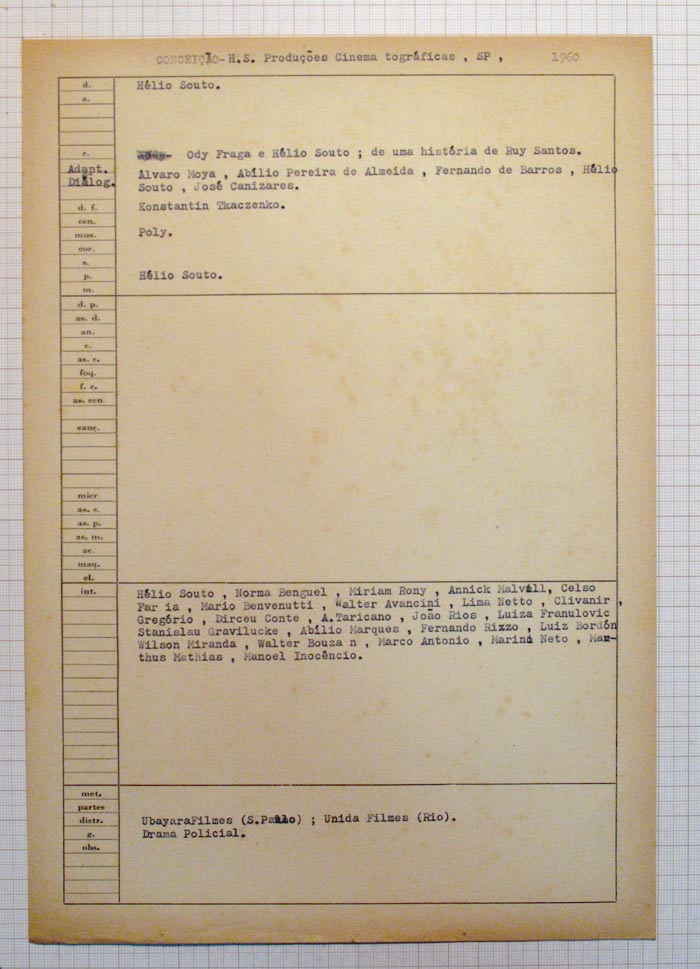 CONCEIÇÃO-H.S. Produções Cinema tográficas , SP , 1960
d. Hélio Souto.
a.
r. Ody Fraga e Hélio Souto ; de uma história de Ruy Santos.
Adapt. Alvaro Moya , Abílio Pereira de Almeida , Fernando de Barros , Hélio
Diàlog. Souto , José Canizares.
d. f. Konstantin Tkaczenko.
cen.
mus. Poly.
cor.
s.
p. Hélio Souto.
m.
d. p.
as. d.
an.
c.
as. c.
foq.
f. c.
as. cen.
canç.
micr.
as. s.
as. p.
as. m.
ac.
maq.
el.
int. Hélio Souto , Norma Benguel , Miriam Rony , Annick Malvill, Celso
Far ia , Mario Benvenutti , Walter Avancini , Lima Netto , Clivanir ,
Gregório , Dirceu Conte , A.Taricano , João Rios , Luiza Franulovic
Stanislau Gravilucke , Abílio Marques , Fernando Rizzo , Luiz Bordón
Wilson Miranda , Walter Bouza n , Marco Antonio , Marino Neto , Mar-
thus Mathias , Manoel Inocêncio.
met.
partes
distr. UbayaraFilmes (S.Paulo) ; Unida Filmes (Rio).
g. Drama Policial.
obs.